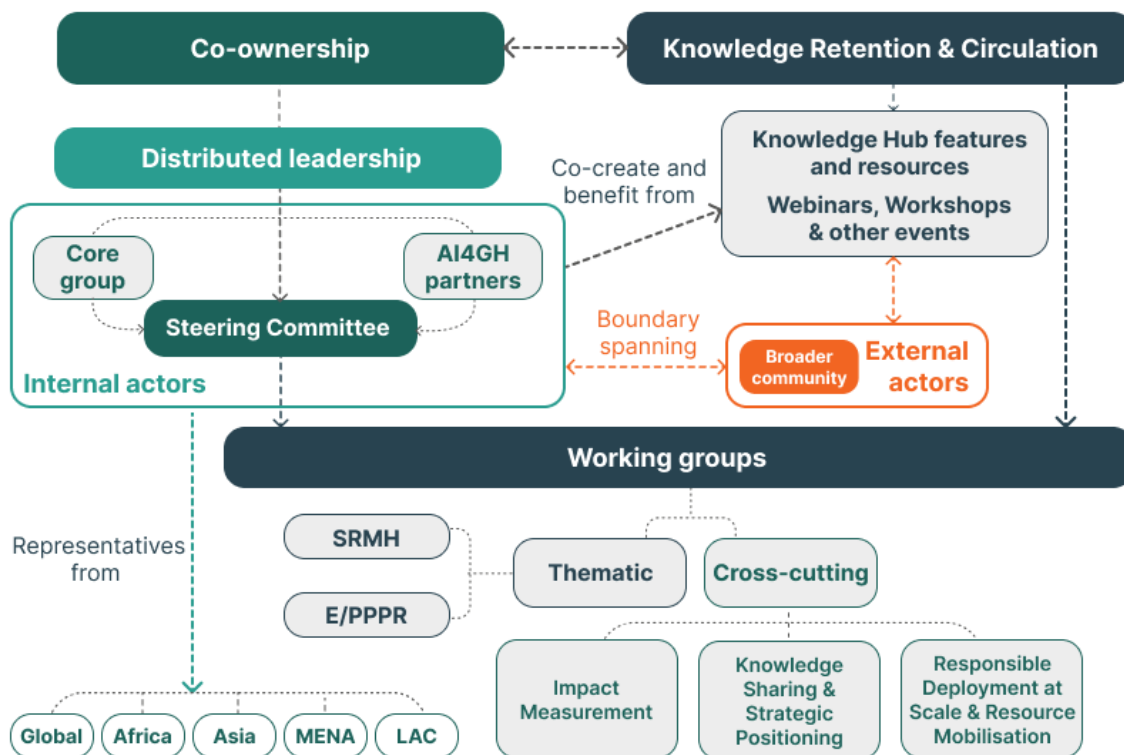 Co-ownership
Knowledge Retention & Circulation
Distributed leadership
Co-create and
benefit from
Knowledge Hub features
and resources
Webinars, Workshops
& other events
Core
group
AI4GH
partners
Steering Committee
Internal actors
Boundary
spanning
Broader
community
External
actors
Working groups
Representatives
from
SRMH
E/PPPR
Thematic
Cross-cutting
Impact
Measurement
Knowledge
Sharing &
Strategic
Positioning
Responsible
Deployment at
Scale & Resource
Mobilisation
Global
Africa
Asia
MENA
LAC